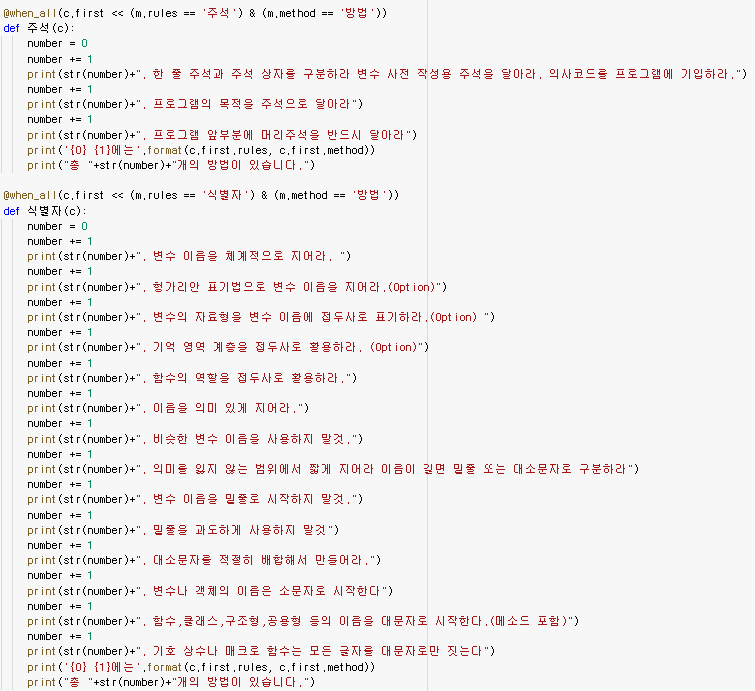 @when_all(c.first << (m.rules == '주석') & (m.method == '방법'))
def 주석(c):
    number = 0
    number += 1
    print(str(number)+". 한 줄 주석과 주석 상자를 구분하라 변수 사전 작성용 주석을 달아라. 의사코드를 프로그램에 기입하라.")
    number += 1
    print(str(number)+". 프로그램의 목적을 주석으로 달아라")
    number += 1
    print(str(number)+". 프로그램 앞부분에 머리주석을 반드시 달아라")
    print('{0} {1}에는'.format(c.first.rules, c.first.method))
    print("총 "+str(number)+"개의 방법이 있습니다.")
@when_all(c.first << (m.rules == '식별자') & (m.method == '방법'))
def 식별자(c):
    number = 0
    number += 1
    print(str(number)+". 변수 이름을 체계적으로 지어라. ")
    number += 1
    print(str(number)+". 헝가리안 표기법으로 변수 이름을 지어라.(Option)")
    number += 1
    print(str(number)+". 변수의 자료형을 변수 이름에 접두사로 표기하라.(Option) ")
    number += 1
    print(str(number)+". 기억 영역 계층을 접두사로 활용하라. (Option)")
    number += 1
    print(str(number)+". 함수의 역할을 접두사로 활용하라.")
    number += 1
    print(str(number)+". 이름을 의미 있게 지어라.")
    number += 1
    print(str(number)+". 비슷한 변수 이름을 사용하지 말것.")
    number += 1
    print(str(number)+". 의미를 잃지 않는 범위에서 짧게 지어라 이름이 길면 밑줄 또는 대소문자로 구분하라")
    number += 1
    print(str(number)+". 변수 이름을 밑줄로 시작하지 말것.")
    number += 1
    print(str(number)+". 밑줄을 과도하게 사용하지 말것")
    number += 1
    print(str(number)+". 대소문자를 적절히 배합해서 만들어라.")
    number += 1
    print(str(number)+". 변수나 객체의 이름은 소문자로 시작한다")
    number += 1
    print(str(number)+". 함수,클래스,구조형,공용형 등의 이름을 대문자로 시작한다.(메소드 포함)")
    number += 1
    print(str(number)+". 기호 상수나 매크로 함수는 모든 글자를 대문자로만 짓는다")
    print('{0} {1}에는'.format(c.first.rules, c.first.method))
    print("총 "+str(number)+"개의 방법이 있습니다.")